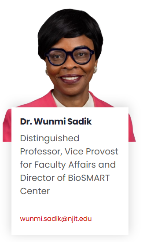 Dr. Wunmi Sadik
Distinguished
Professor, Vice Provost
for Faculty Affairs and
Director of BioSMART
Center
wunmi.sadik@njit.edu